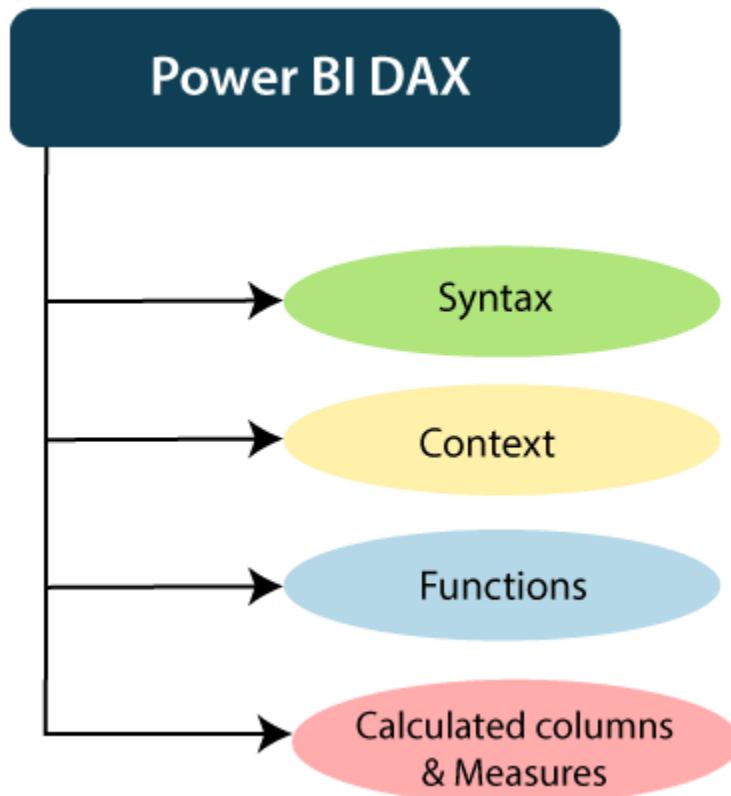 Power BI DAX
Syntax
Context
Functions
Calculated columns
& Measures